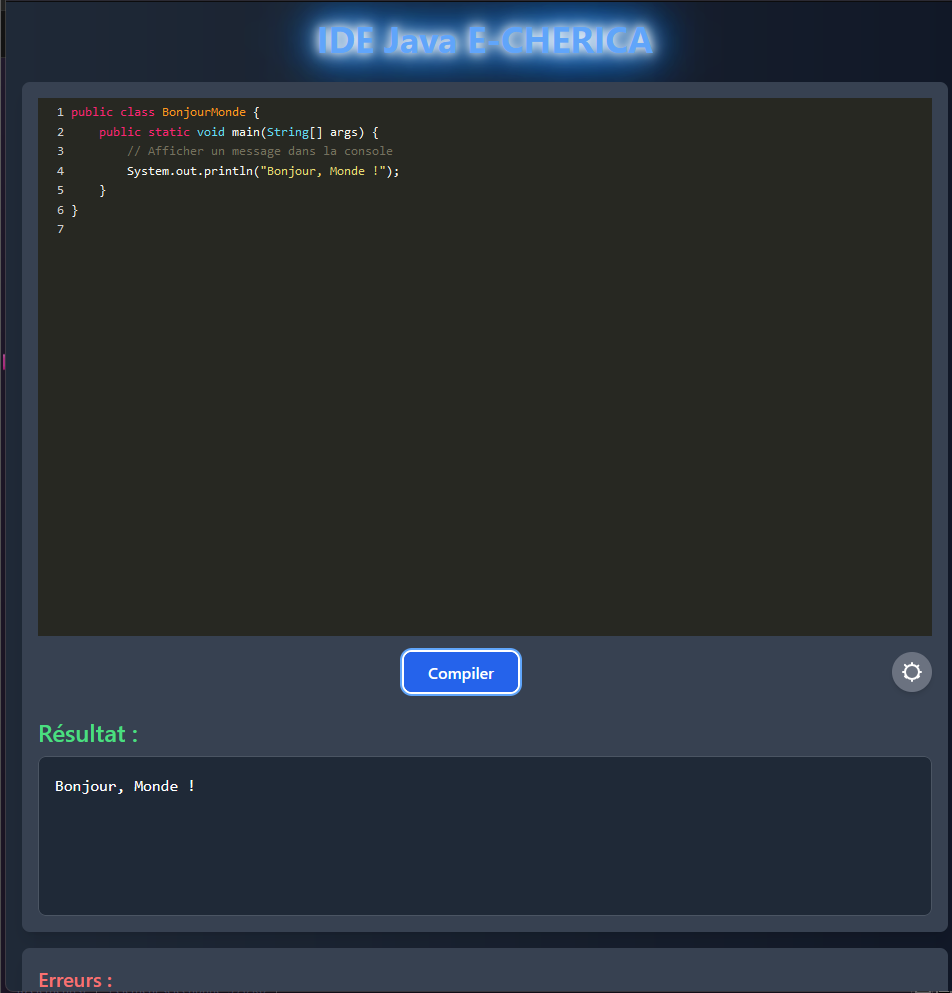 IDE Java E-CHERICA
1 public class BonjourMonde {
2     public static void main(String[] args) {
3         // Afficher un message dans la console
4         System.out.println("Bonjour, Monde !");
5     }
6 }
7
Compiler
Résultat :
Bonjour, Monde !
Erreurs :